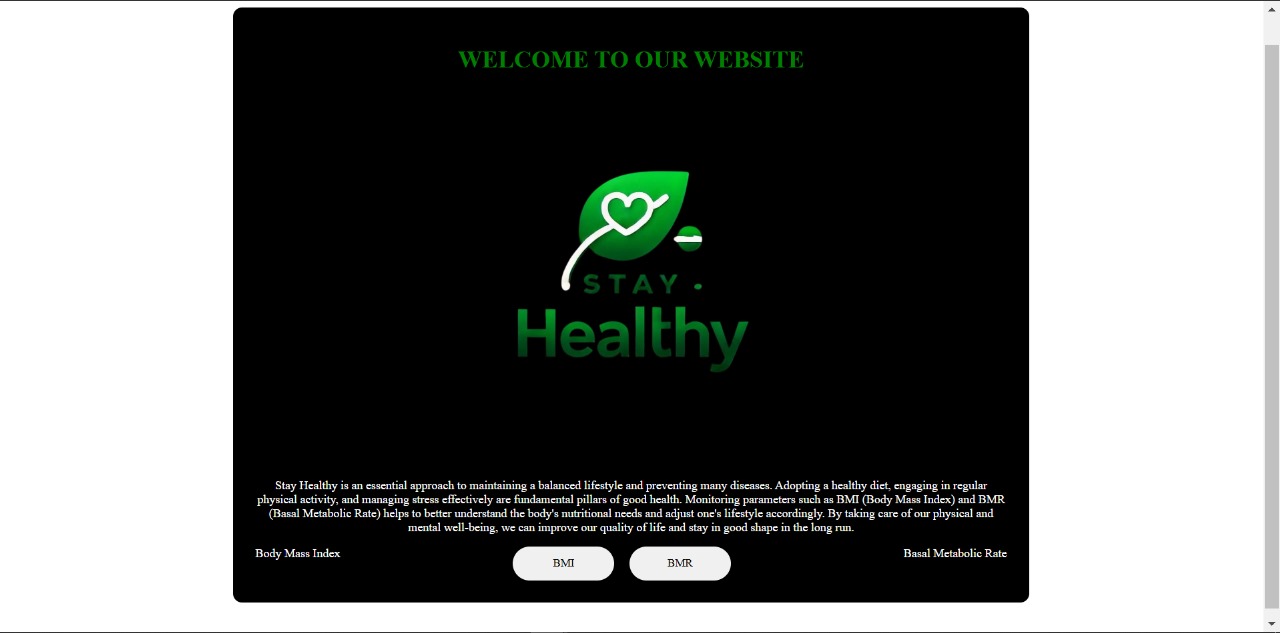 WELCOME TO OUR WEBSITE
STAY
Healthy
Stay Healthy is an essential approach to maintaining a balanced lifestyle and preventing many diseases. Adopting a healthy diet, engaging in regular
physical activity, and managing stress effectively are fundamental pillars of good health. Monitoring parameters such as BMI (Body Mass Index) and BMR
(Basal Metabolic Rate) helps to better understand the body's nutritional needs and adjust one's lifestyle accordingly. By taking care of our physical and
mental well-being, we can improve our quality of life and stay in good shape in the long run.
Body Mass Index
BMI
BMR
Basal Metabolic Rate